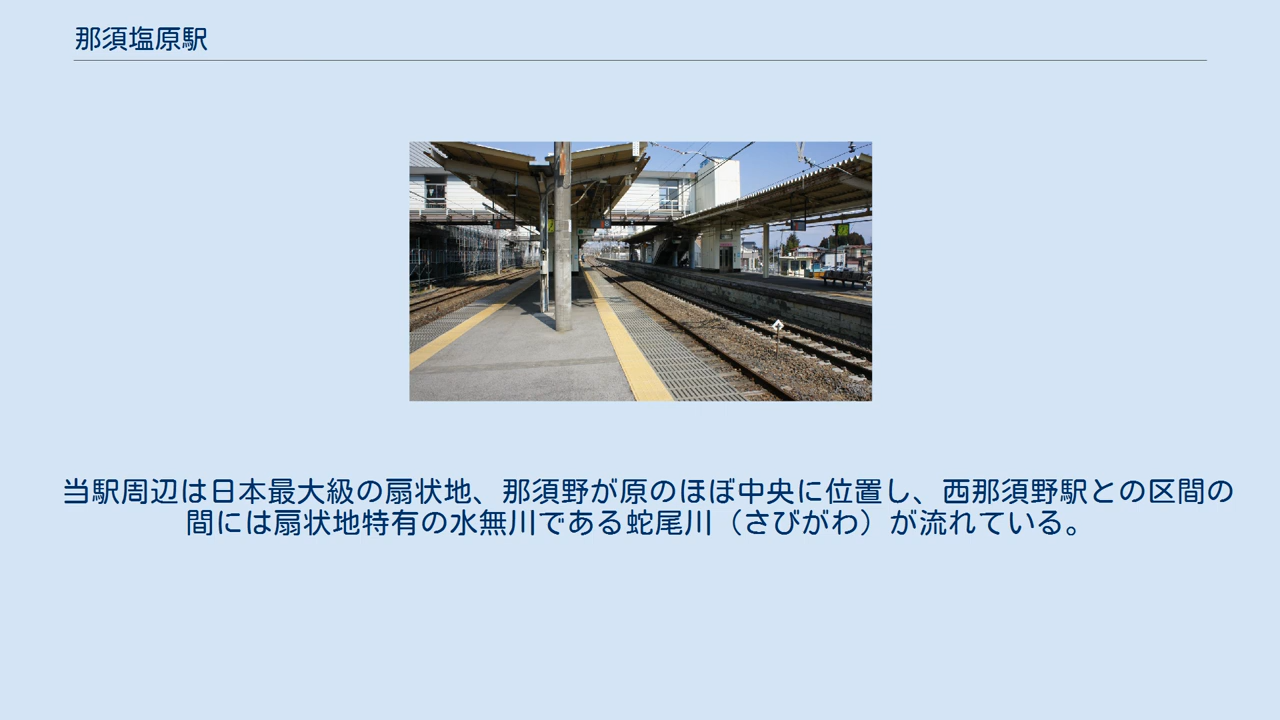 那須塩原駅
当駅周辺は日本最大級の扇状地、那須野が原のほぼ中央に位置し、西那須野駅との区間の
間には扇状地特有の水無川である蛇尾川（さびがわ）が流れている。